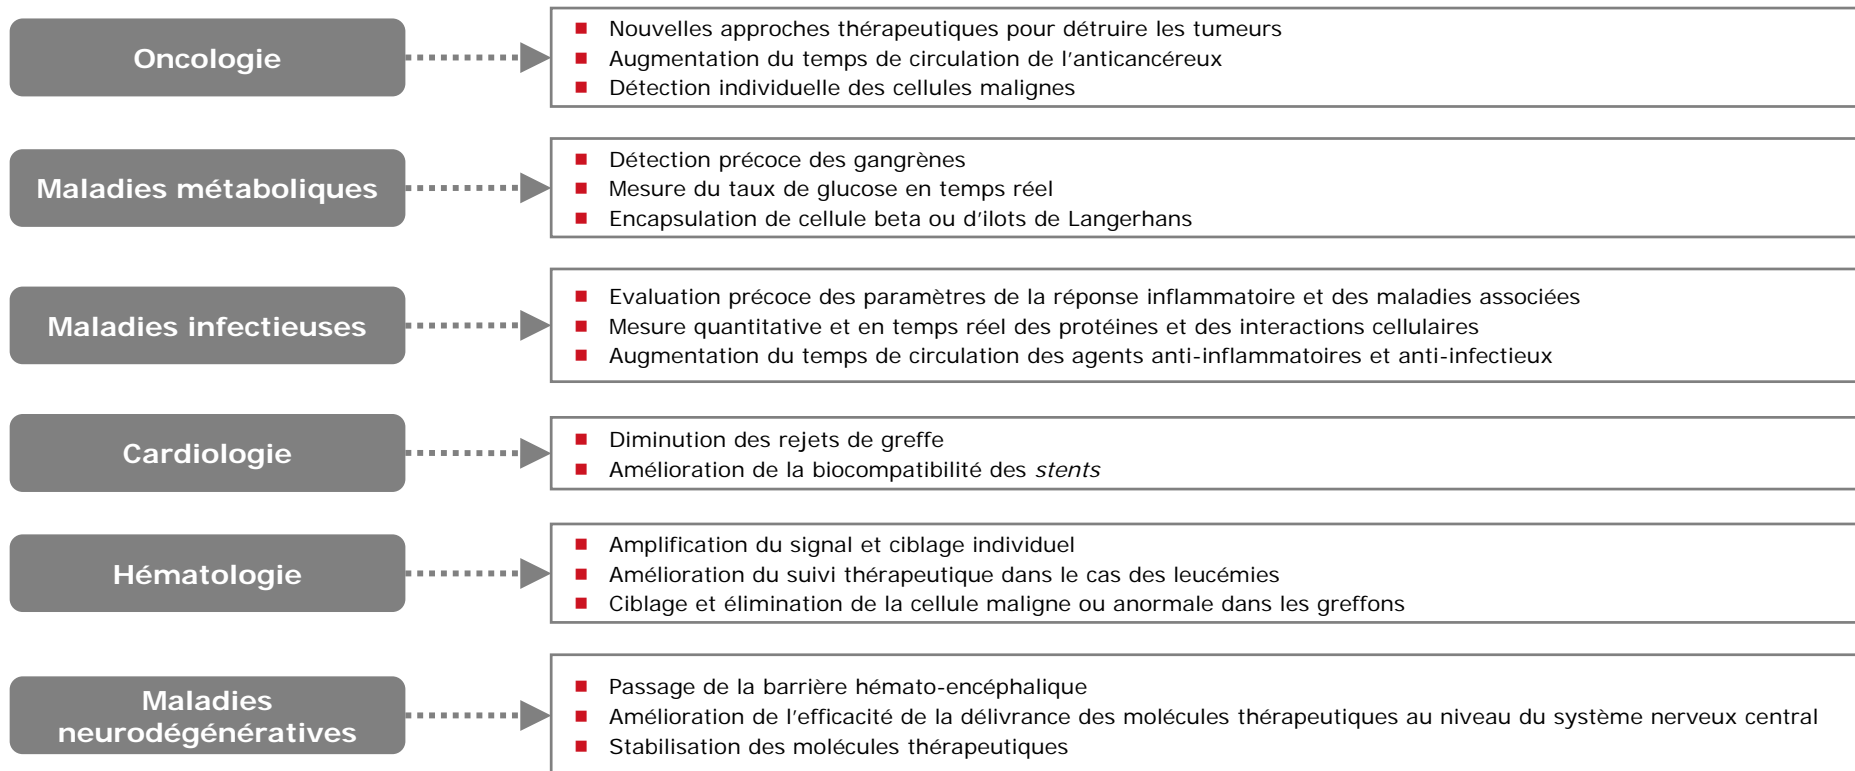 Oncologie
Nouvelles approches thérapeutiques pour détruire les tumeurs
Augmentation du temps de circulation de l'anticancéreux
Détection individuelle des cellules malignes
Maladies métaboliques
Détection précoce des gangrènes
Mesure du taux de glucose en temps réel
Encapsulation de cellule beta ou d'ilots de Langerhans
Maladies infectieuses
Evaluation précoce des paramètres de la réponse inflammatoire et des maladies associées
Mesure quantitative et en temps réel des protéines et des interactions cellulaires
Augmentation du temps de circulation des agents anti-inflammatoires et anti-infectieux
Cardiologie
Diminution des rejets de greffe
Amélioration de la biocompatibilité des stents
Hématologie
Amplification du signal et ciblage individuel
Amélioration du suivi thérapeutique dans le cas des leucémies
Ciblage et élimination de la cellule maligne ou anormale dans les greffons
Maladies
neurodégénératives
Passage de la barrière hémato-encéphalique
Amélioration de l'efficacité de la délivrance des molécules thérapeutiques au niveau du système nerveux central
Stabilisation des molécules thérapeutiques